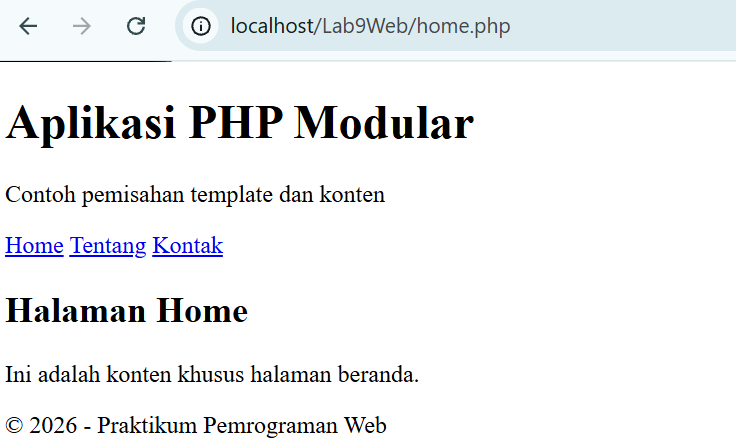 localhost/Lab9Web/home.php
Aplikasi PHP Modular
Contoh pemisahan template dan konten
Home Tentang Kontak
Halaman Home
Ini adalah konten khusus halaman beranda.
© 2026 - Praktikum Pemrograman Web